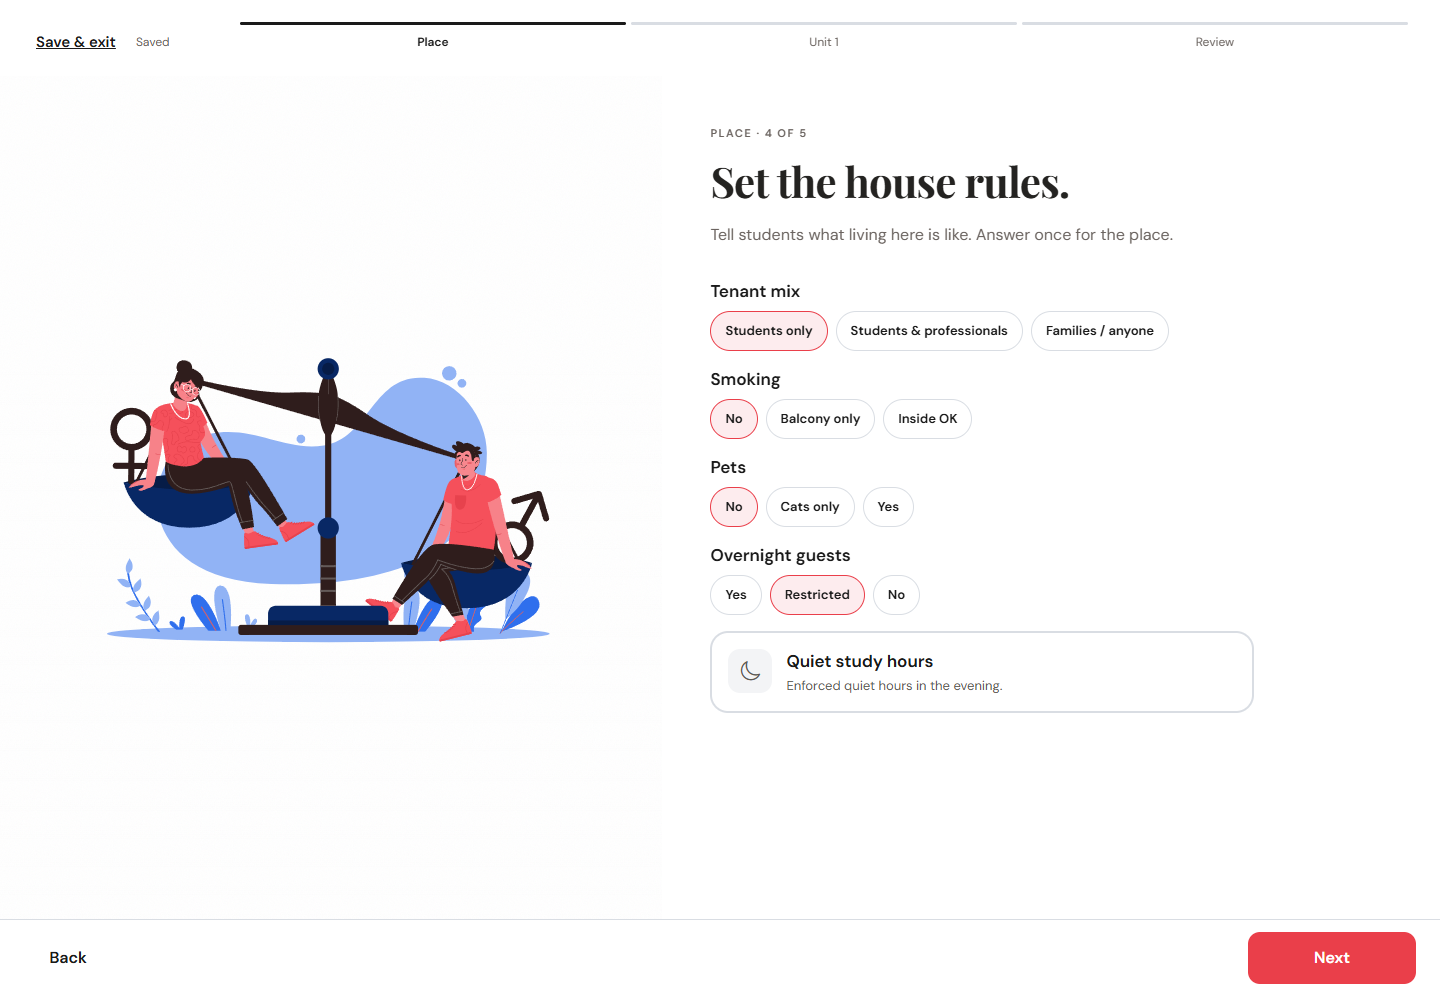 Save & exit
Saved
Place
Unit 1
Review
PLACE · 4 OF 5
Set the house rules.
Tell students what living here is like. Answer once for the place.
Tenant mix
Students only
Students & professionals
Families / anyone
Smoking
No
Balcony only
Inside OK
Pets
No
Cats only
Yes
Overnight guests
Yes
Restricted
No
Quiet study hours
Enforced quiet hours in the evening.
Back
Next